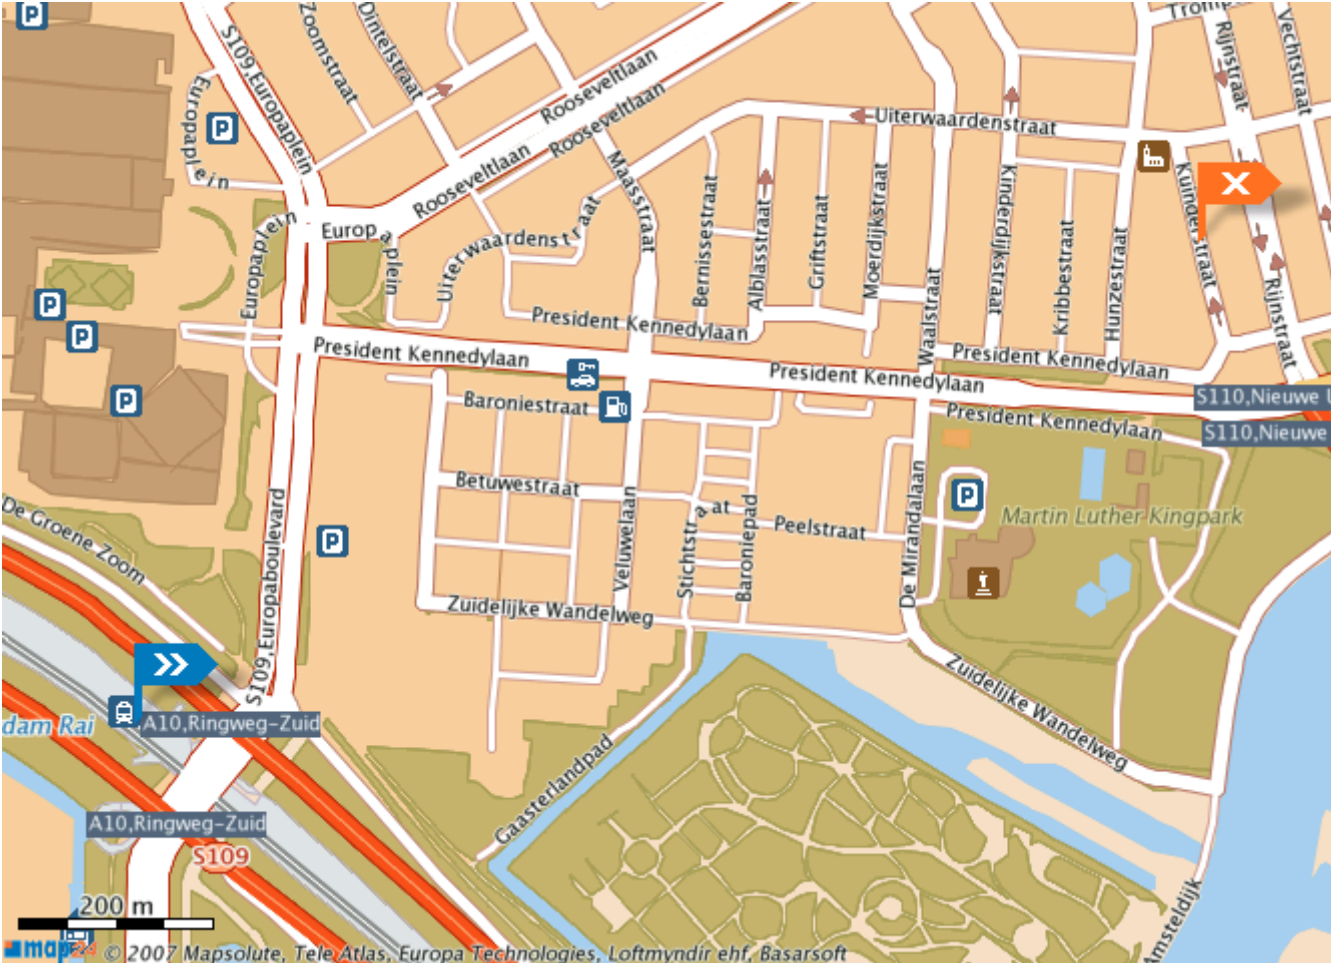 P
S109,Europaplein
Zoomstraat
Dintelstraat
Rooseveltlaan
Rooseveltlaan
Rooseveltlaan
Europaplein
P
Maasstraat
Uiterwaardenstraat
Rijnstraat
Vechtstraat
Kuinderstraat
Europaplein
Europaplein
Uiterwaardenstraat
Bernissestraat
Alblasstraat
Griftstraat
Moerdijkstraat
Waalstraat
Kinderdijkstraat
Kribbestraat
Hunzestraat
Rijnstraat
P
P
P
President Kennedylaan
President Kennedylaan
President Kennedylaan
President Kennedylaan
President Kennedylaan
S110,Nieuwe
S110,Nieuwe
Baroniestraat
Betuwestraat
Veluwelaan
Stichtstraat
Baroniepad
Peelstraat
De Mirandalaan
P
Martin Luther Kingpark
De Groene Zoom
S109,Europaboulevard
P
Zuidelijke Wandelweg
Zuidelijke Wandelweg
dam Rai
A10,Ringweg-Zuid
A10,Ringweg-Zuid
S109
Gaasterlandpad
Amsteldijk
200 m
map24 © 2007 Mapsolute, Tele Atlas, Europa Technologies, Loftmyndir ehf, Basarsoft